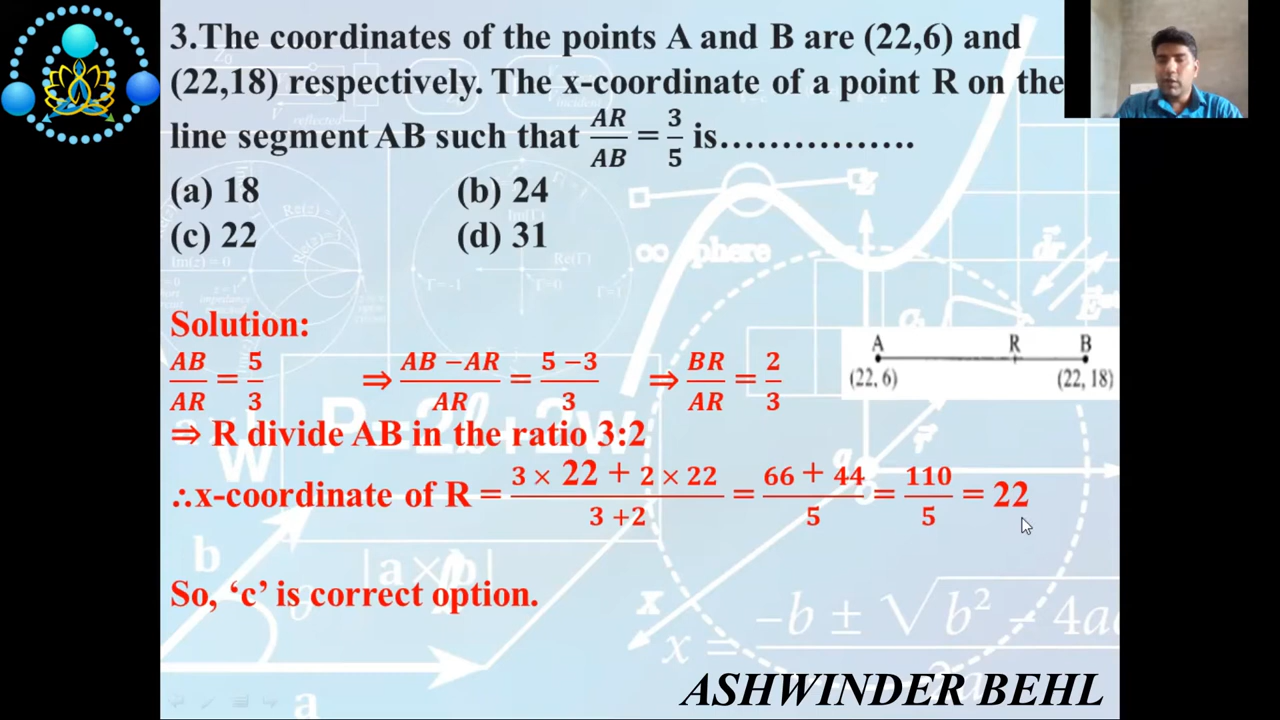 3.The coordinates of the points A and B are (22,6) and
(22,18) respectively. The x-coordinate of a point R on the
line segment AB such that AR/AB = 3/5 is................
(a) 18 (b) 24
(c) 22 (d) 31
Solution:
AB/AR = 5/3 ⇒ AB −AR/AR = 5 −3/3 ⇒ BR/AR = 2/3
A R B
(22, 6) (22, 18)
⇒ R divide AB in the ratio 3:2
∴x-coordinate of R = 3 × 22 + 2 × 22/3 +2 = 66 + 44/5 = 110/5 = 22
So, ‘c’ is correct option.
ASHWINDER BEHL
∞ sphere
P=2ℓ+2w
W
|a×b|
b
a
x